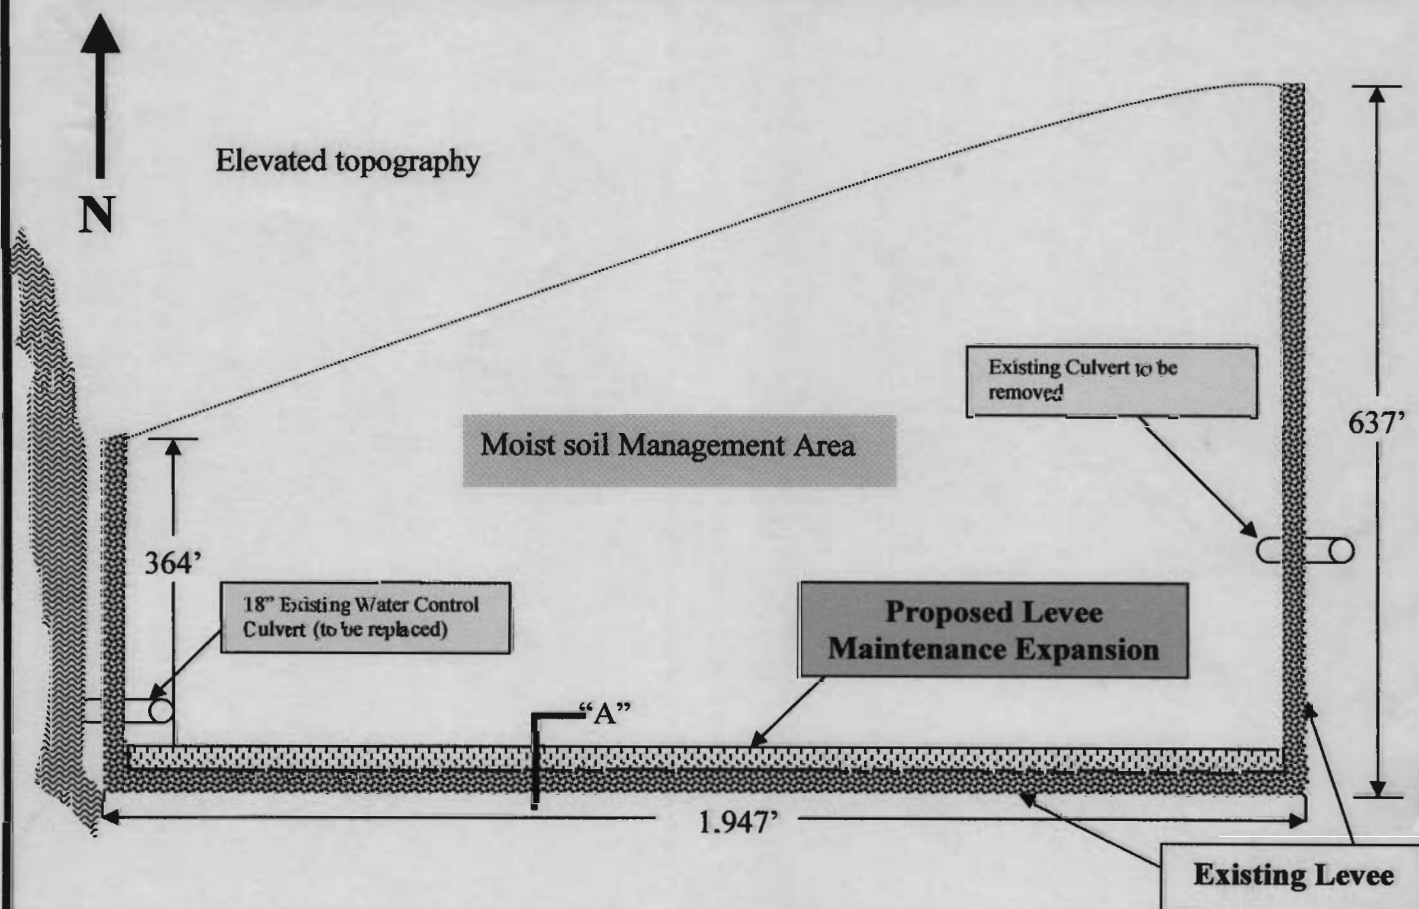 N
Elevated topography
Existing Culvert to be
removed
637’
Moist soil Management Area
364’
18” Existing Water Control
Culvert (to be replaced)
Proposed Levee
Maintenance Expansion
“A”
1,947’
Existing Levee